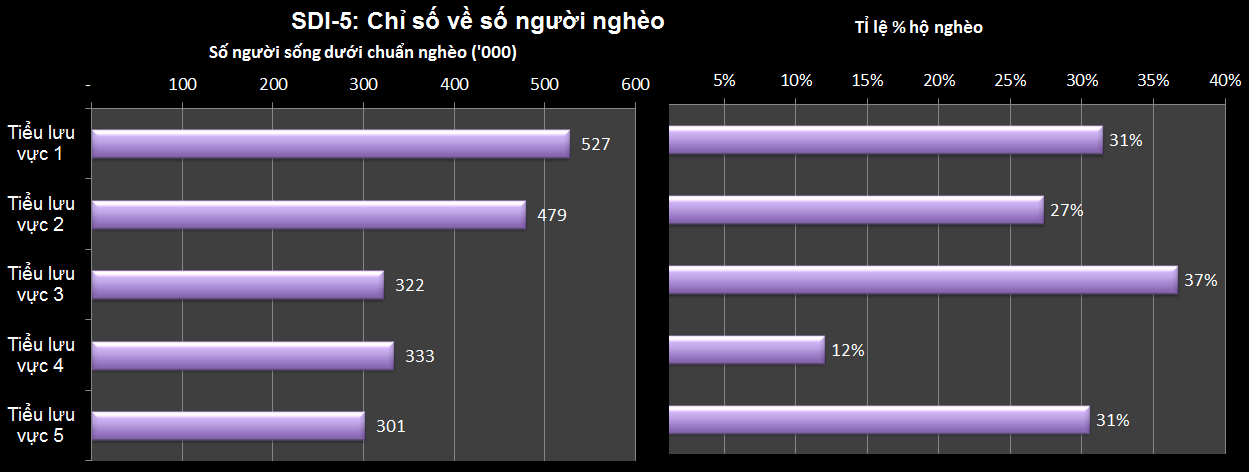 SDI-5: Chỉ số về số người nghèo
Số người sống dưới chuẩn nghèo ('000)
- 100 200 300 400 500 600
Tiểu lưu
vực 1
527
Tiểu lưu
vực 2
479
Tiểu lưu
vực 3
322
Tiểu lưu
vực 4
333
Tiểu lưu
vực 5
301
Tỉ lệ % hộ nghèo
5% 10% 15% 20% 25% 30% 35% 40%
31%
27%
37%
12%
31%